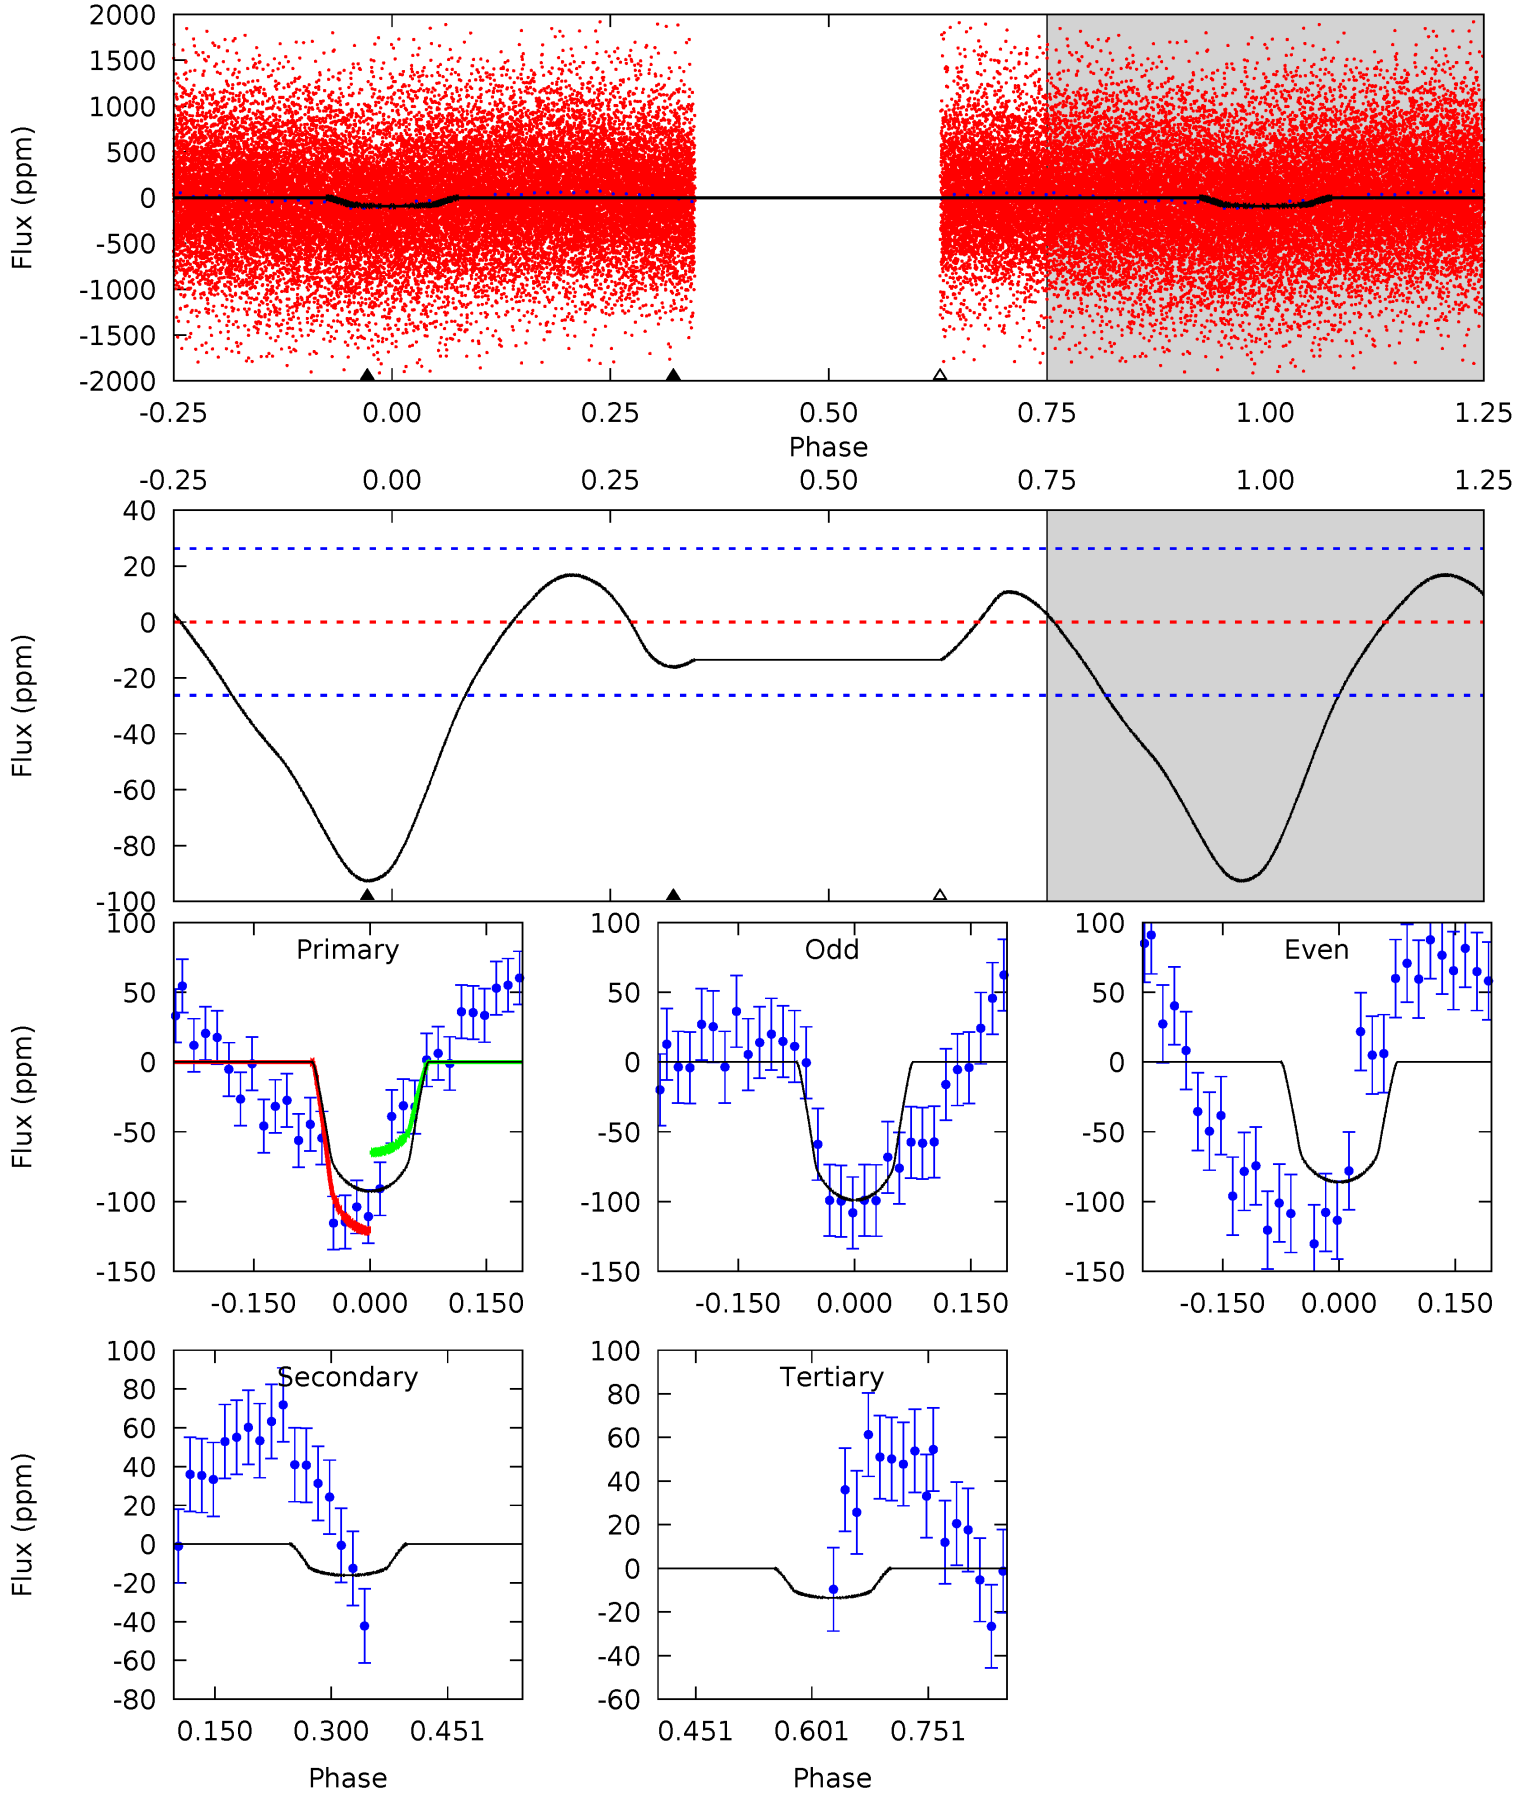 2000
1500
1000
500
0
-500
-1000
-1500
-2000
Flux (ppm)
-0.25 0.00 0.25 0.50 0.75 1.00 1.25
Phase
-0.25 0.00 0.25 0.50 0.75 1.00 1.25
40
20
0
-20
-40
-60
-80
-100
Flux (ppm)
Primary Odd Even
100 100 100
50 50 50
0 0 0
-50 -50 -50
-100 -100 -100
-150 -150 -150
Flux (ppm)
-0.150 0.000 0.150 -0.150 0.000 0.150 -0.150 0.000 0.150
Secondary Tertiary
100 100
80 80
60 60
40 40
20 20
0 0
-20 -20
-40 -40
-60 -60
-80
Flux (ppm)
0.150 0.300 0.451 0.451 0.601 0.751
Phase Phase